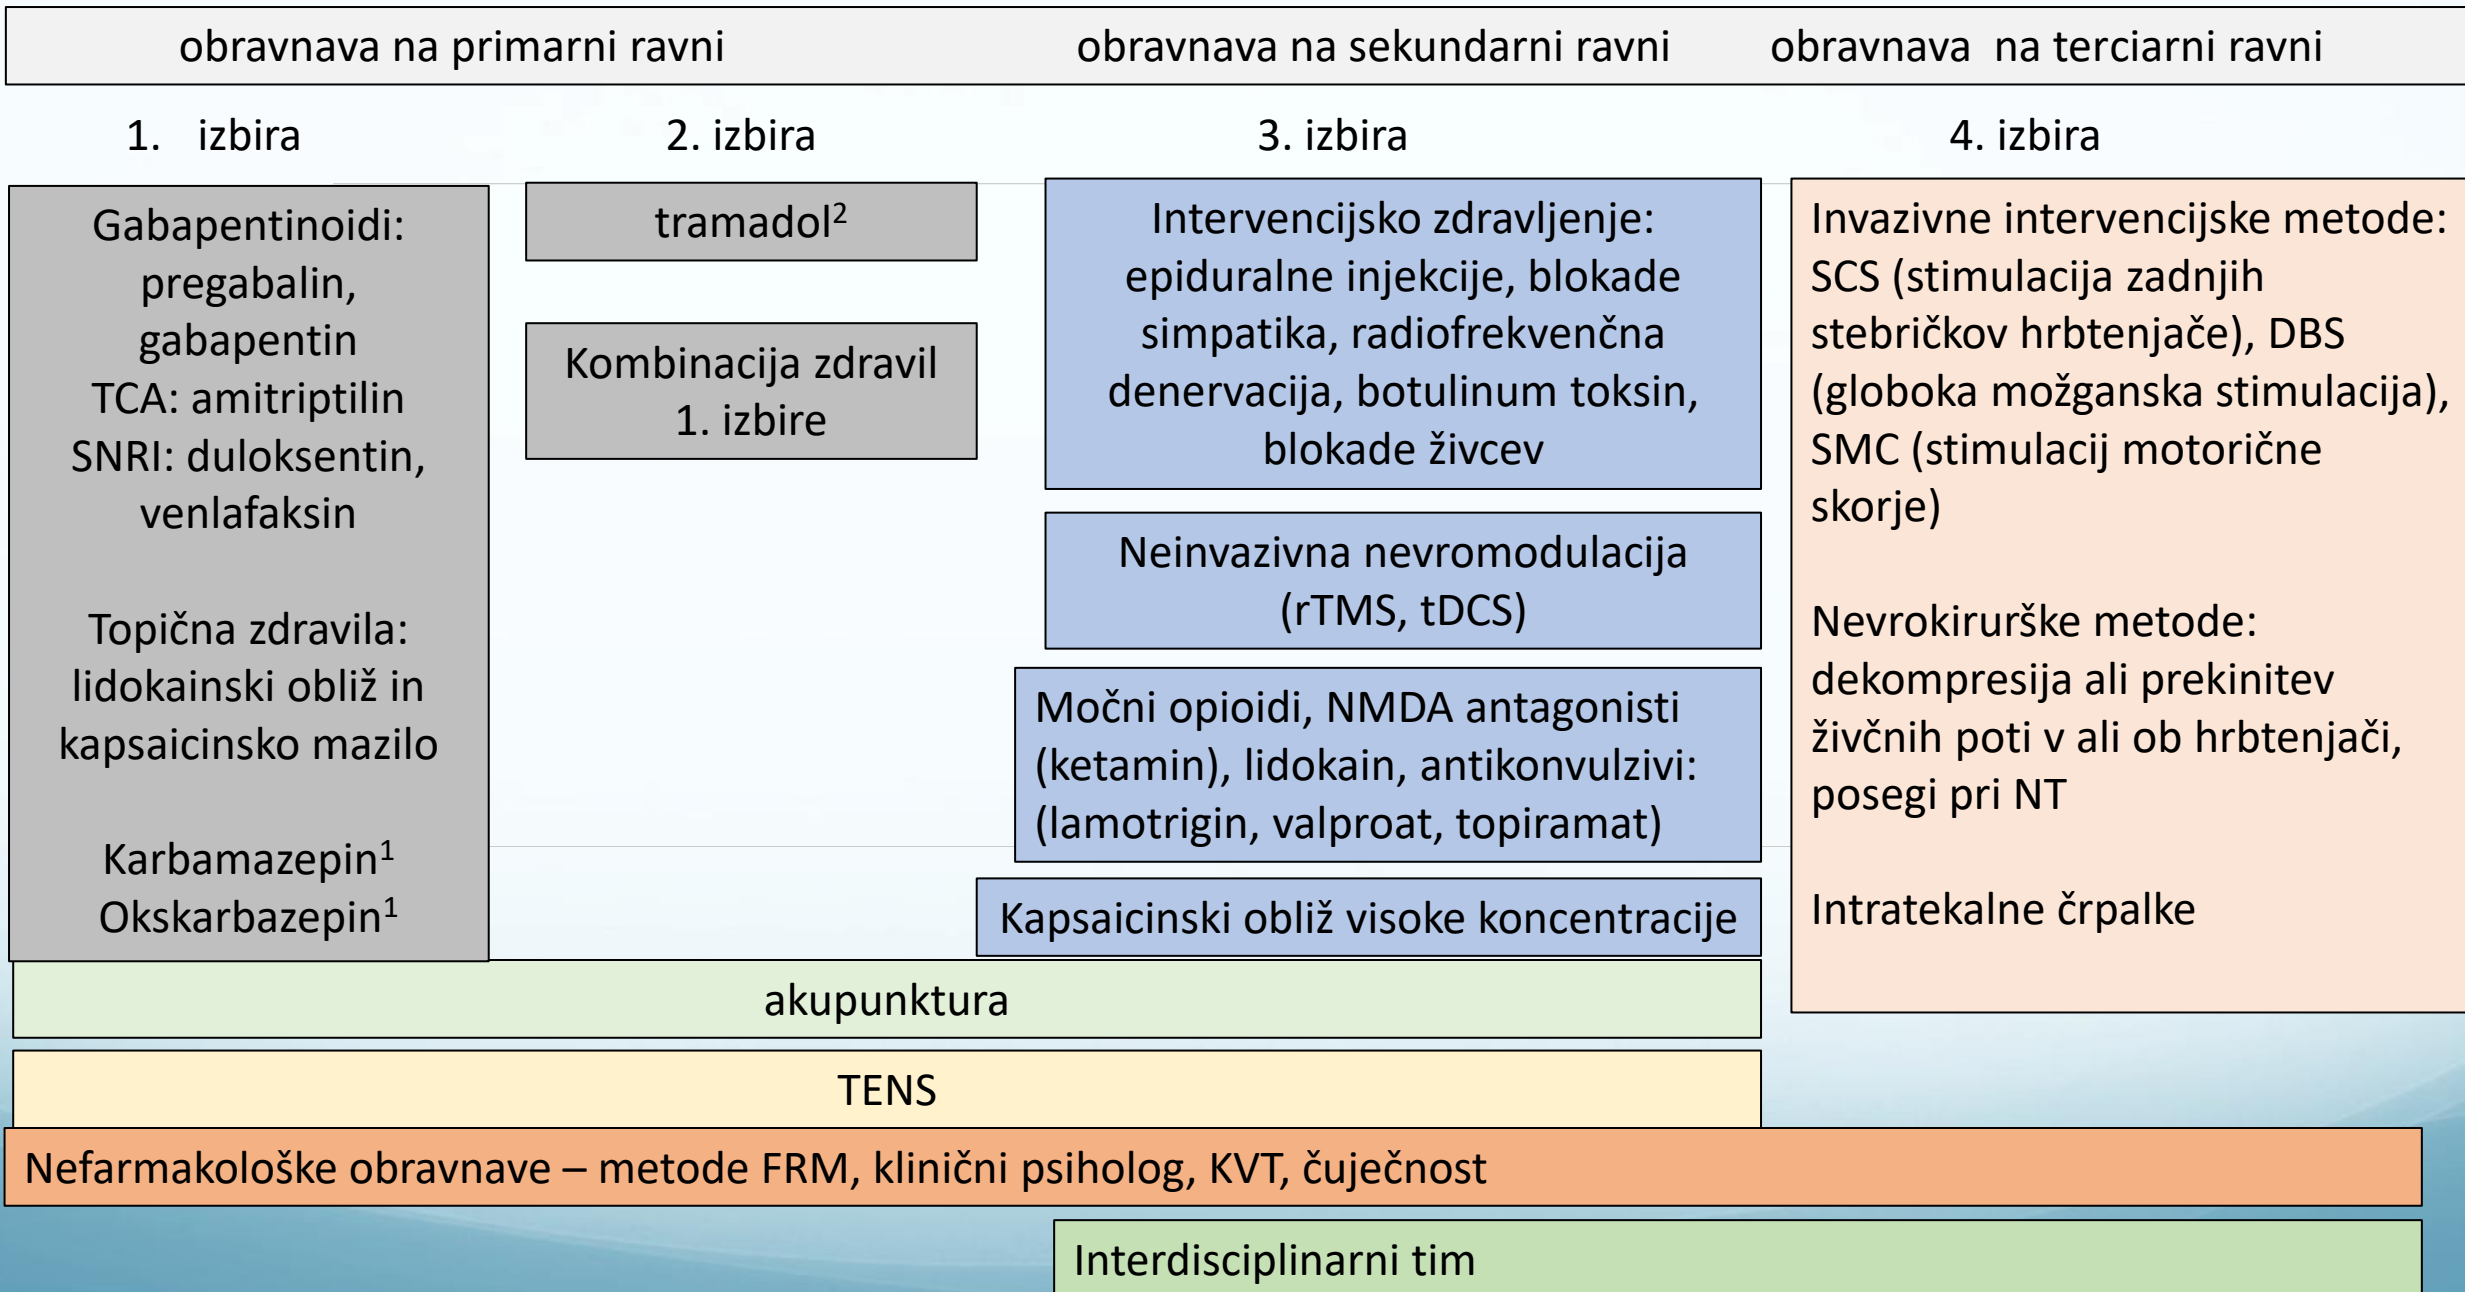 obravnava na primarni ravni
obravnava na sekundarni ravni
obravnava na terciarni ravni
1. izbira
2. izbira
3. izbira
4. izbira
Gabapentinoidi:
pregabalin,
gabapentin
TCA: amitriptilin
SNRI: duloksentin,
venlafaksin
Topična zdravila:
lidokainski obliž in
kapsaicinsko mazilo
Karbamazepin¹
Okskarbazepin¹
tramadol²
Kombinacija zdravil
1. izbire
Intervencijsko zdravljenje:
epiduralne injekcije, blokade
simpatika, radiofrekvenčna
denervacija, botulinum toksin,
blokade živcev
Neinvazivna nevromodulacija
(rTMS, tDCS)
Močni opioidi, NMDA antagonisti
(ketamin), lidokain, antikonvulzivi:
(lamotrigin, valproat, topiramat)
Kapsaicinski obliž visoke koncentracije
Invazivne intervencijske metode:
SCS (stimulacija zadnjih
stebričkov hrbtenjače), DBS
(globoka možganska stimulacija),
SMC (stimulacij motorične
skorje)
Nevrokirurške metode:
dekompresija ali prekinitev
živčnih poti v ali ob hrbtenjači,
posegi pri NT
Intratekalne črpalke
akupunktura
TENS
Nefarmakološke obravnave – metode FRM, klinični psiholog, KVT, čuječnost
Interdisciplinarni tim